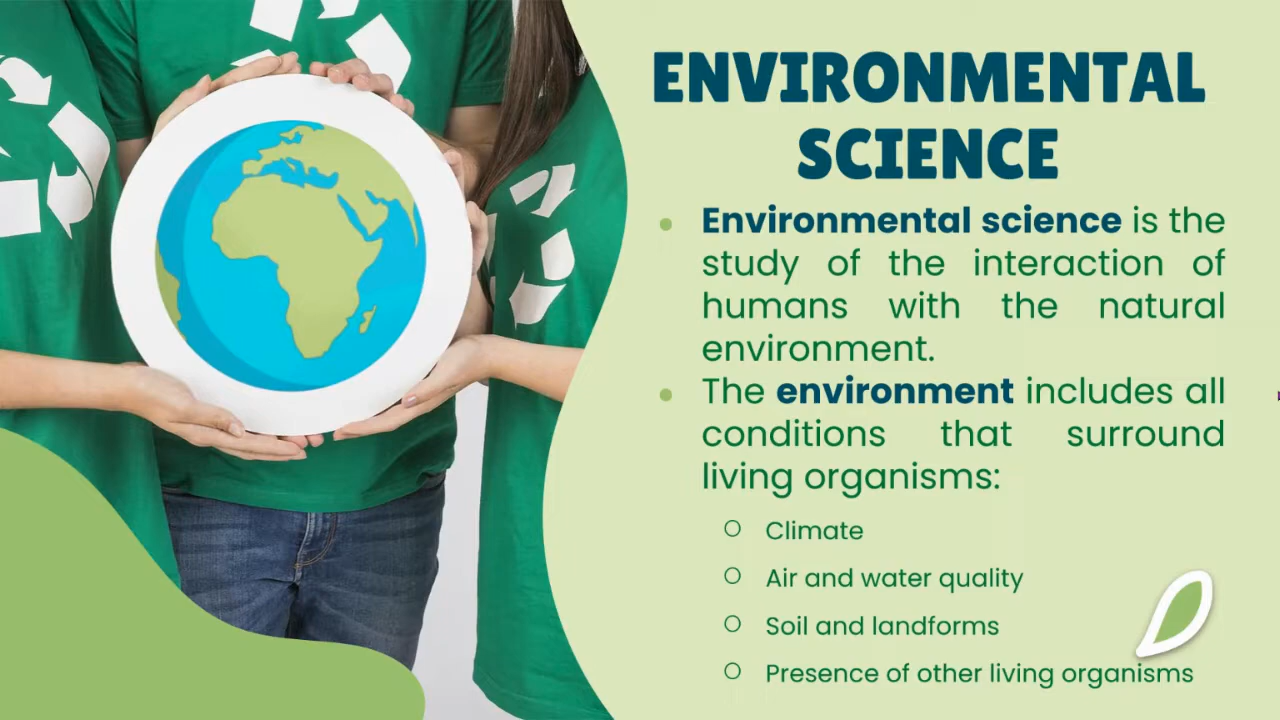 ENVIRONMENTAL
SCIENCE
Environmental science is the
study of the interaction of
humans with the natural
environment.
The environment includes all
conditions that surround
living organisms:
Climate
Air and water quality
Soil and landforms
Presence of other living organisms